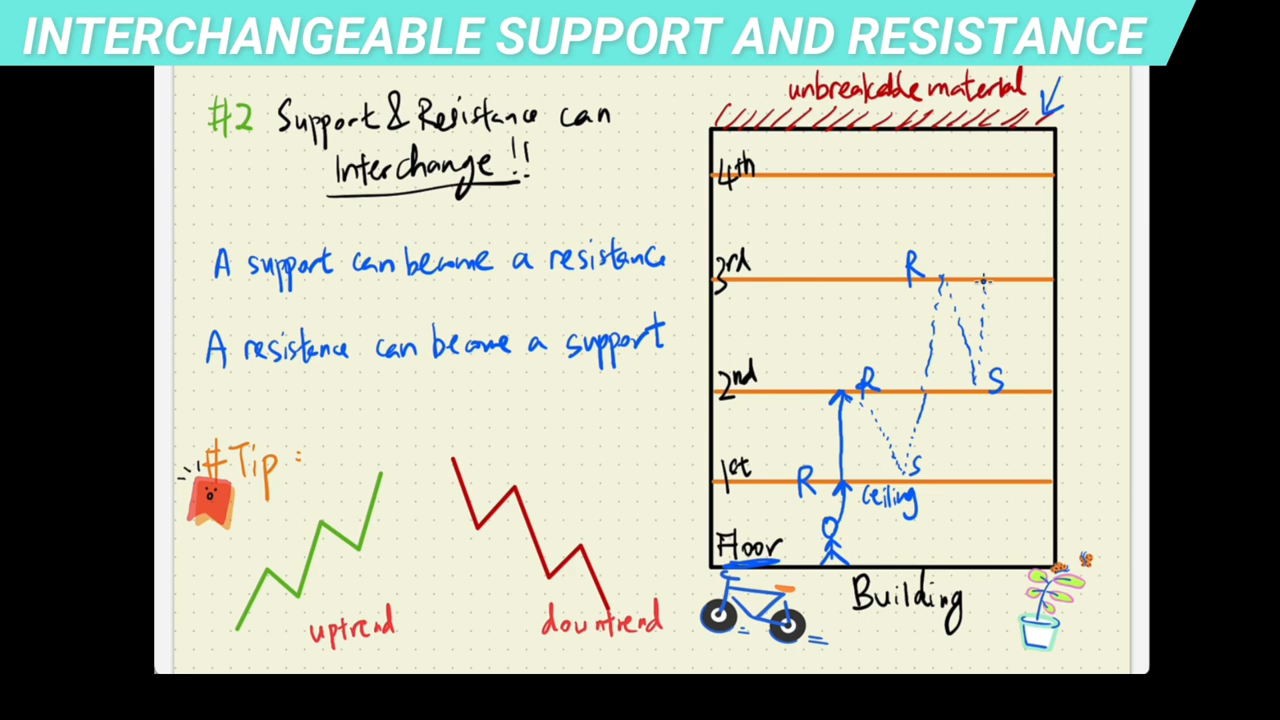 INTERCHANGEABLE SUPPORT AND RESISTANCE
#2 Support & Resistance can
Interchange!!
A support can become a resistance
A resistance can become a support
#Tip:
uptrend
downtrend
unbreakable material
4th
3rd
R
2nd
R
S
1st
R
S
ceiling
Floor
Building